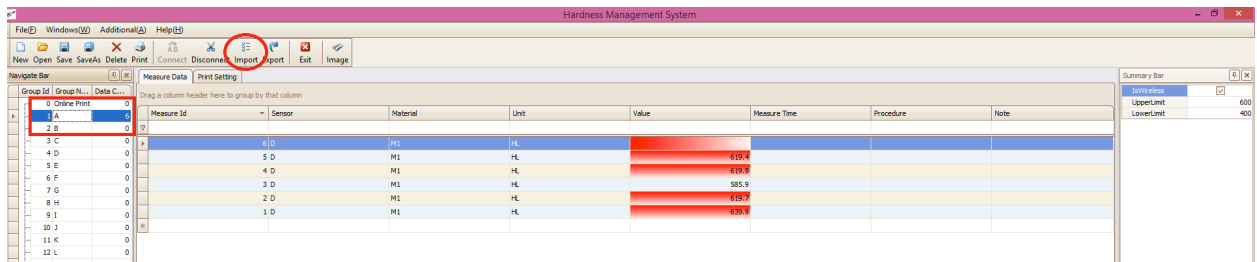 Hardness Management System
File(F) Windows(W) Additional(A) Help(H)
New Open Save SaveAs Delete Print Connect Disconnect Import Export Exit Image
Navigate Bar
Group Id Group N... Data C...
0 Online Print 0
1 A 6
2 B 0
3 C 0
4 D 0
5 E 0
6 F 0
7 G 0
8 H 0
9 I 0
10 J 0
11 K 0
12 L 0
Measure Data Print Setting
Drag a column header here to group by that column
Measure Id Sensor Material Unit Value Measure Time Procedure Note
6 D M1 HL
5 D M1 HL 619.4
4 D M1 HL 619.9
3 D M1 HL 585.9
2 D M1 HL 619.7
1 D M1 HL 639.9
Summary Bar
IsWireless
UpperLimit 600
LowerLimit 400